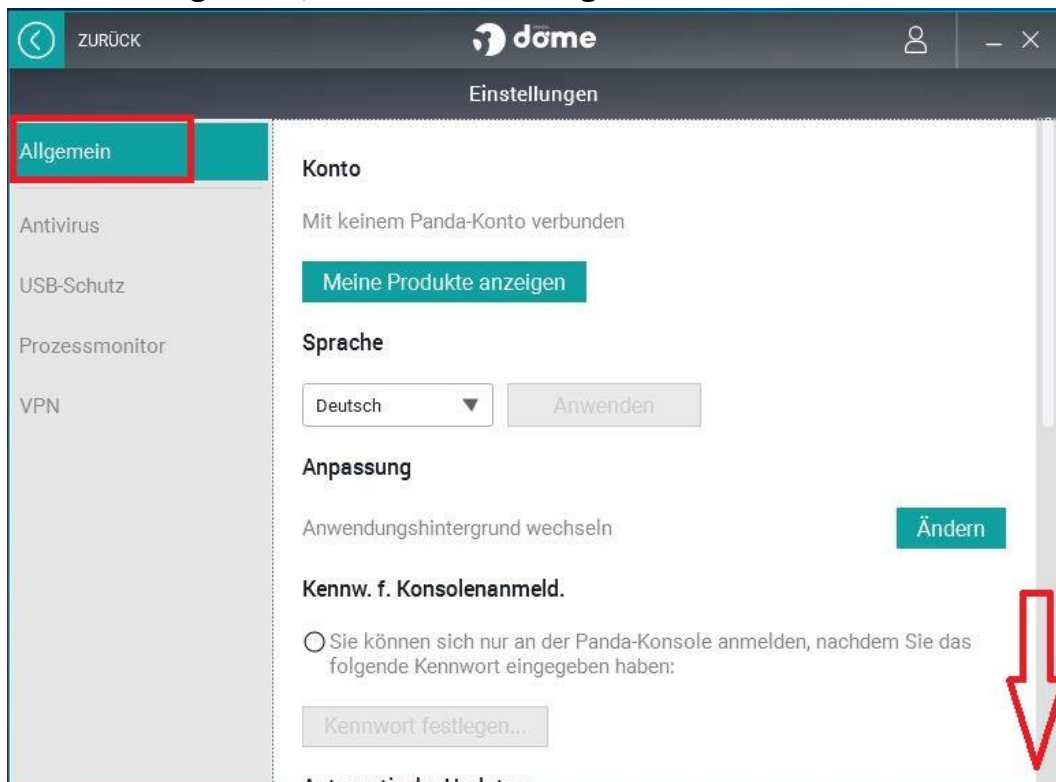 ZURÜCK
dome
Einstellungen
Allgemein
Antivirus
USB-Schutz
Prozessmonitor
VPN
Konto
Mit keinem Panda-Konto verbunden
Meine Produkte anzeigen
Sprache
Deutsch
Anwenden
Anpassung
Anwendungshintergrund wechseln
Ändern
Kennw. f. Konsolenanmeld.
Sie können sich nur an der Panda-Konsole anmelden, nachdem Sie das
folgende Kennwort eingegeben haben:
Kennwort festlegen...